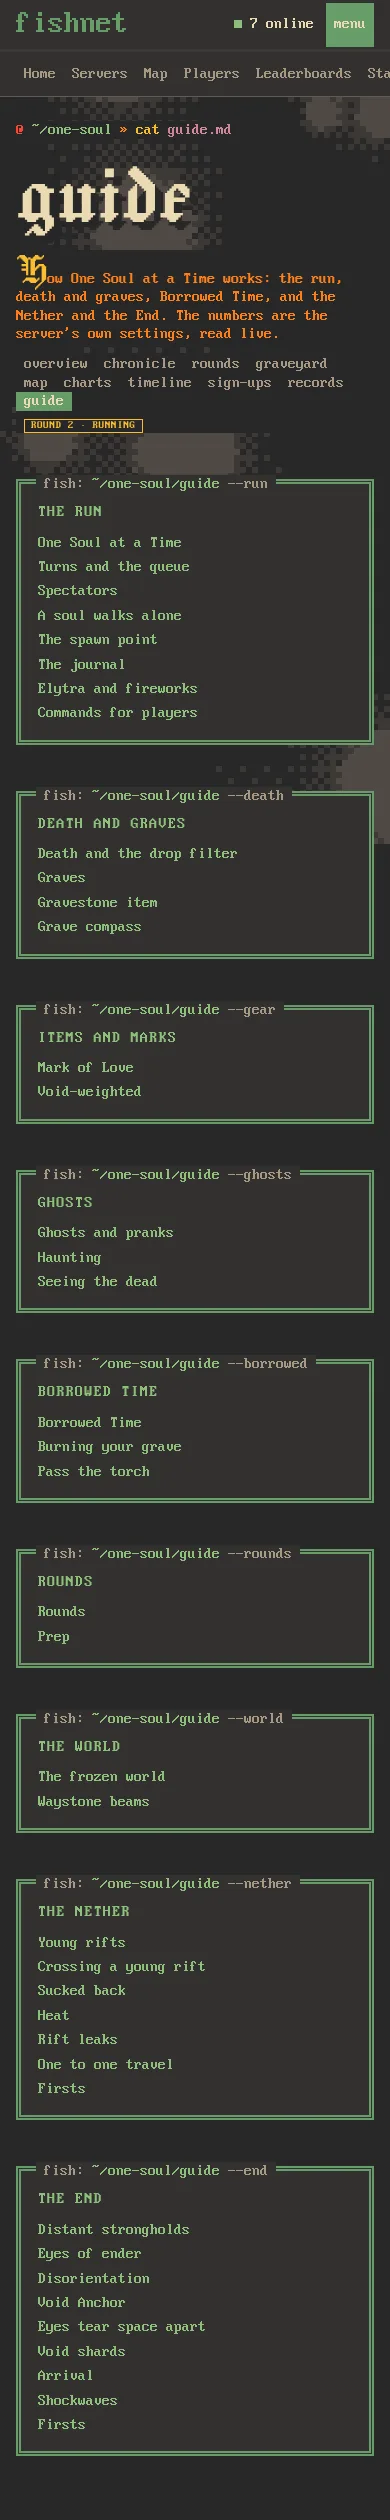 fishnet
7 online
menu
Home Servers Map Players Leaderboards Sta
@ ~/one-soul » cat guide.md
guide
How One Soul at a Time works: the run,
death and graves, Borrowed Time, and the
Nether and the End. The numbers are the
server's own settings, read live.
overview chronicle rounds graveyard
map charts timeline sign-ups records
guide
ROUND 2 · RUNNING
fish: ~/one-soul/guide --run
THE RUN
One Soul at a Time
Turns and the queue
Spectators
A soul walks alone
The spawn point
The journal
Elytra and fireworks
Commands for players
fish: ~/one-soul/guide --death
DEATH AND GRAVES
Death and the drop filter
Graves
Gravestone item
Grave compass
fish: ~/one-soul/guide --gear
ITEMS AND MARKS
Mark of Love
Void-weighted
fish: ~/one-soul/guide --ghosts
GHOSTS
Ghosts and pranks
Haunting
Seeing the dead
fish: ~/one-soul/guide --borrowed
BORROWED TIME
Borrowed Time
Burning your grave
Pass the torch
fish: ~/one-soul/guide --rounds
ROUNDS
Rounds
Prep
fish: ~/one-soul/guide --world
THE WORLD
The frozen world
Waystone beams
fish: ~/one-soul/guide --nether
THE NETHER
Young rifts
Crossing a young rift
Sucked back
Heat
Rift leaks
One to one travel
Firsts
fish: ~/one-soul/guide --end
THE END
Distant strongholds
Eyes of ender
Disorientation
Void Anchor
Eyes tear space apart
Void shards
Arrival
Shockwaves
Firsts